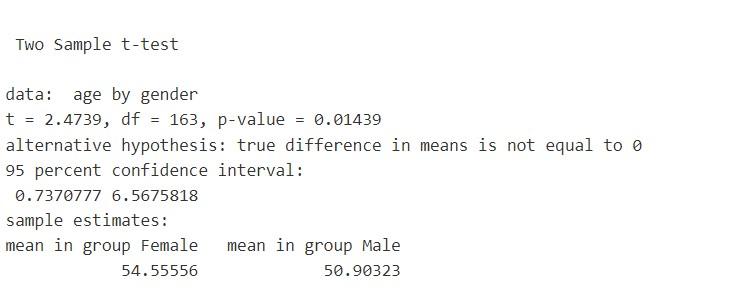 Two Sample t-test
data:  age by gender
t = 2.4739, df = 163, p-value = 0.01439
alternative hypothesis: true difference in means is not equal to 0
95 percent confidence interval:
 0.7370777 6.5675818
sample estimates:
mean in group Female   mean in group Male
            54.55556             50.90323